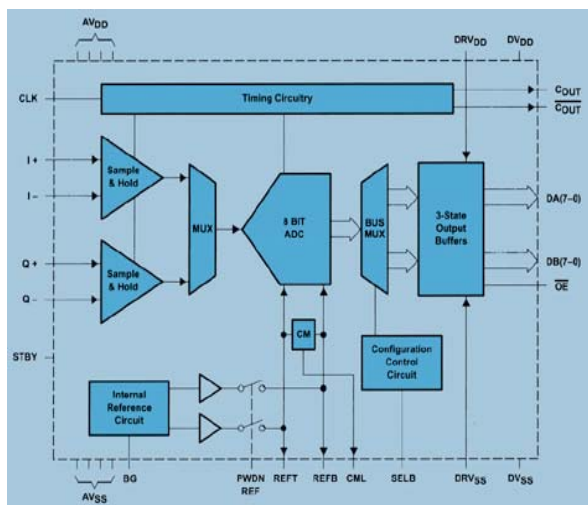 AVDD
DRVDD
DVDD
CLK
Timing Circuitry
COUT
COUT
I +
I –
Sample
& Hold
MUX
8 BIT
ADC
BUS
MUX
3-State
Output
Buffers
DA(7–0)
Q +
Q –
Sample
& Hold
DB(7–0)
OE
STBY
CM
Configuration
Control
Circuit
Internal
Reference
Circuit
AVSS
BG
PWDN
REF
REFT
REFB
CML
SELB
DRVSS
DVSS